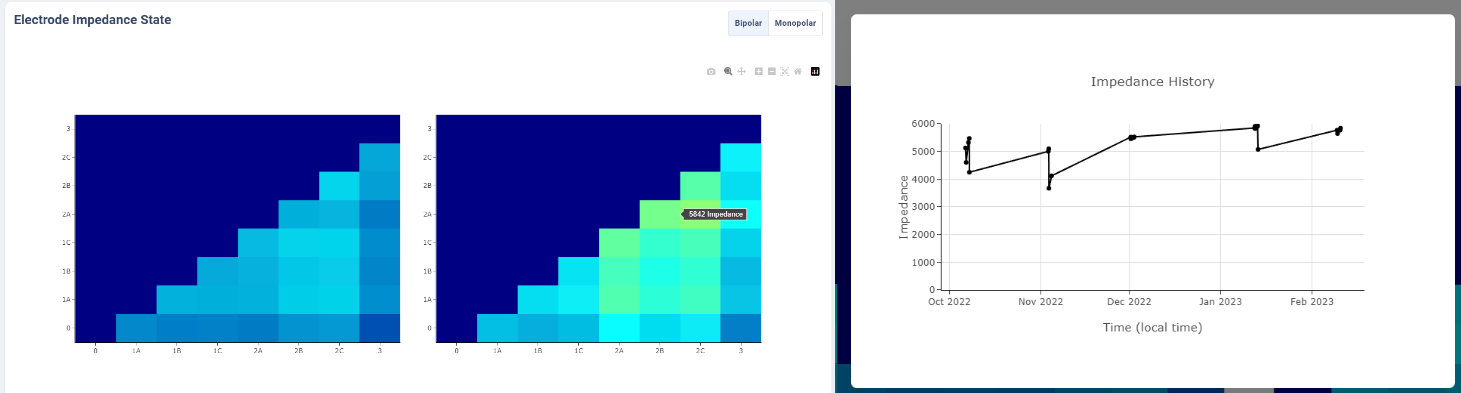 Electrode Impedance State
Bipolar Monopolar
3
2C
2B
2A
1C
1B
1A
0
0 1A 1B 1C 2A 2B 2C 3
3
2C
2B
2A
1C
1B
1A
0
0 1A 1B 1C 2A 2B 2C 3
5842 Impedance
Impedance History
6000
5000
4000
3000
2000
1000
0
Impedance
Oct 2022 Nov 2022 Dec 2022 Jan 2023 Feb 2023
Time (local time)